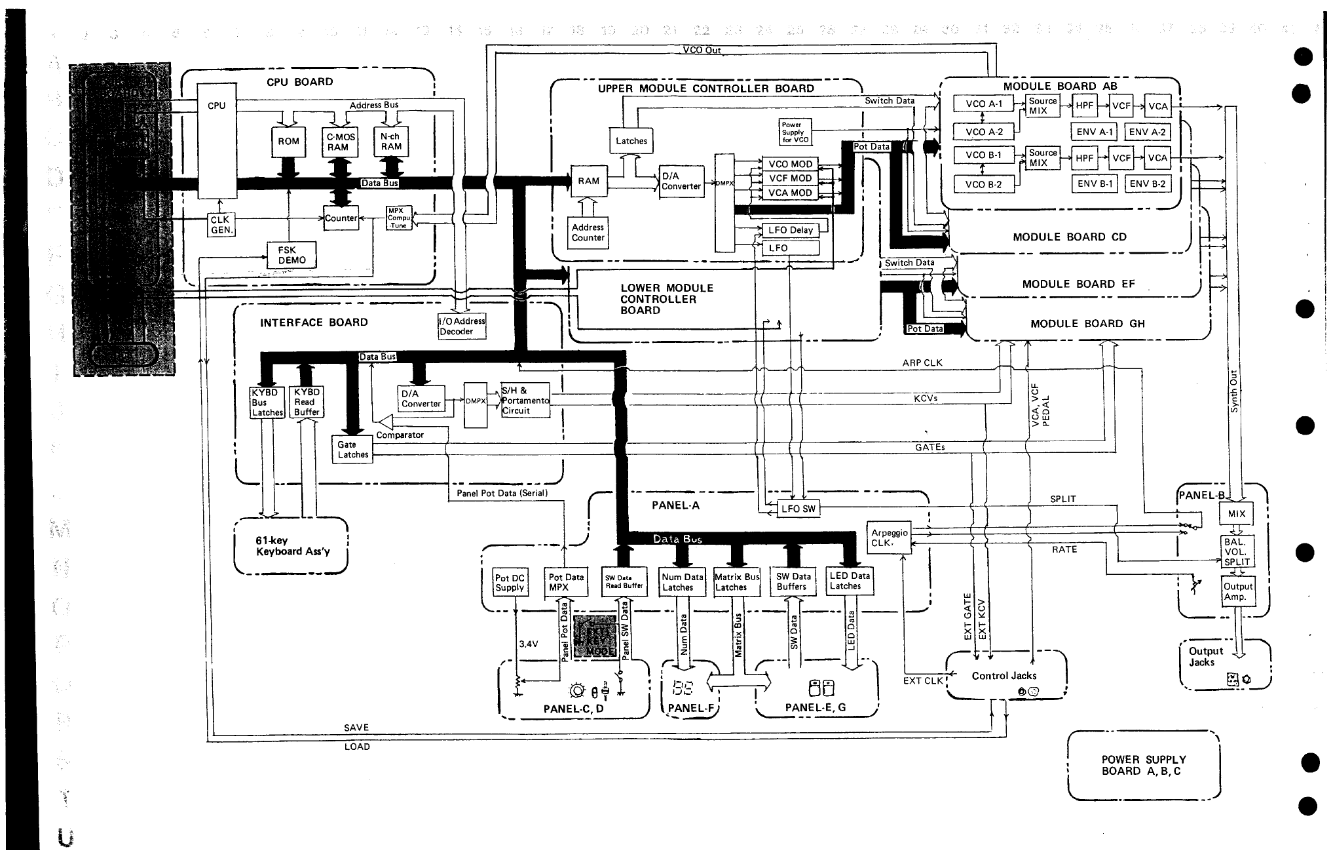 VCO Out
CPU BOARD
CPU
Address Bus
ROM
C-MOS
RAM
N-ch
RAM
Data Bus
CLK
GEN.
Counter
MPX
Compu
-Tune
FSK
DEMO
UPPER MODULE CONTROLLER BOARD
Latches
Switch Data
Power
Supply
for VCO
Pot Data
RAM
D/A
Converter
DMPX
VCO MOD
VCF MOD
VCA MOD
Address
Counter
LFO Delay
LFO
LOWER MODULE
CONTROLLER
BOARD
Switch Data
Pot Data
MODULE BOARD AB
VCO A-1
Source
MIX
HPF
VCF
VCA
VCO A-2
ENV A-1
ENV A-2
VCO B-1
Source
MIX
HPF
VCF
VCA
VCO B-2
ENV B-1
ENV B-2
MODULE BOARD CD
MODULE BOARD EF
MODULE BOARD GH
INTERFACE BOARD
I/O Address
Decoder
Data Bus
KYBD
Bus
Latches
KYBD
Read
Buffer
D/A
Converter
DMPX
S/H &
Portamento
Circuit
Comparator
Gate
Latches
ARP CLK
KCVs
GATEs
VCA, VCF
PEDAL
Synth Out
Panel Pot Data (Serial)
61-key
Keyboard Ass'y
PANEL-A
LFO SW
SPLIT
Data Bus
Arpeggio
CLK.
RATE
Pot DC
Supply
Pot Data
MPX
SW Data
Read Buffer
Num Data
Latches
Matrix Bus
Latches
SW Data
Buffers
LED Data
Latches
3,4V
Panel Pot Data
MODE
Panel SW Data
Num Data
Matrix Bus
SW Data
LED Data
PANEL-C, D
PANEL-F
PANEL-E, G
EXT GATE
EXT KCV
EXT CLK
Control Jacks
PANEL-B
MIX
BAL.
VOL.
SPLIT
Output
Amp.
Output
Jacks
SAVE
LOAD
POWER SUPPLY
BOARD A, B, C